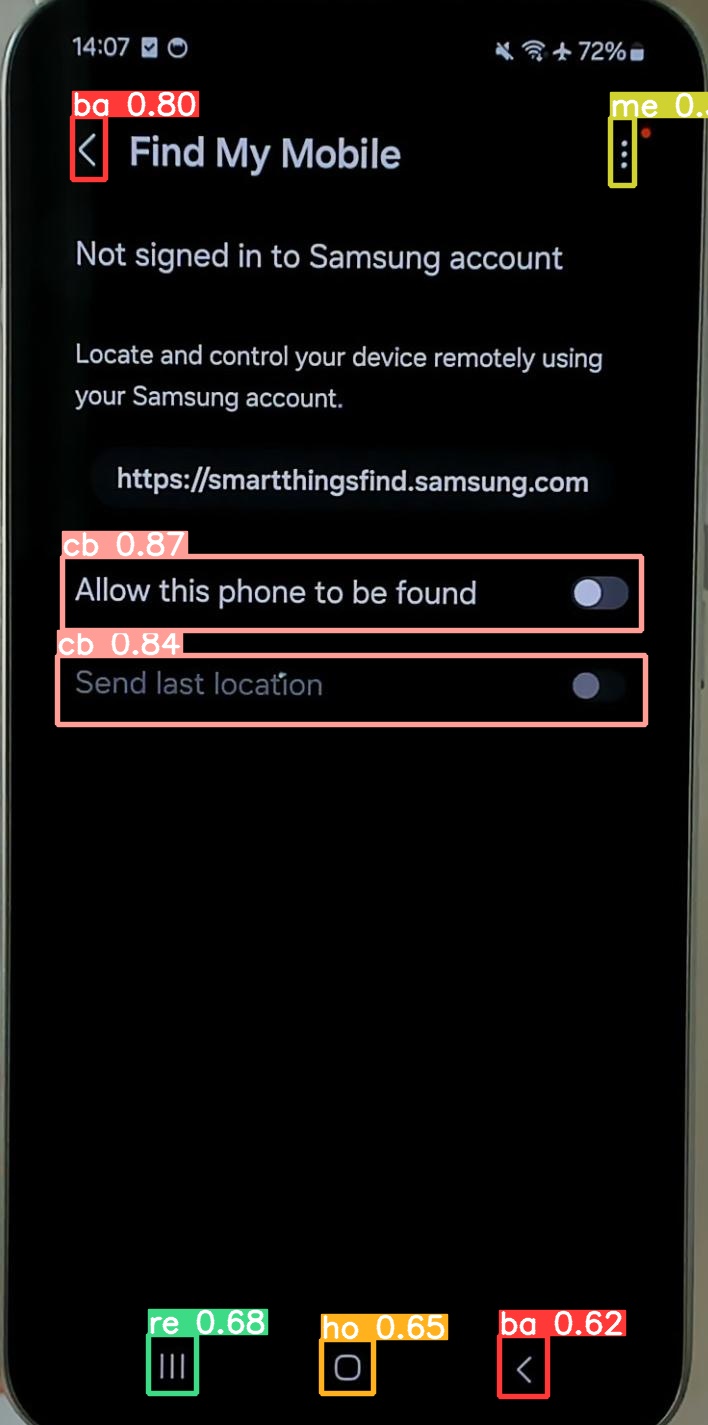 14:07 72%
ba 0.80
me 0.
Find My Mobile
Not signed in to Samsung account
Locate and control your device remotely using
your Samsung account.
https://smartthingsfind.samsung.com
cb 0.87
Allow this phone to be found
cb 0.84
Send last location
re 0.68
ho 0.65
ba 0.62